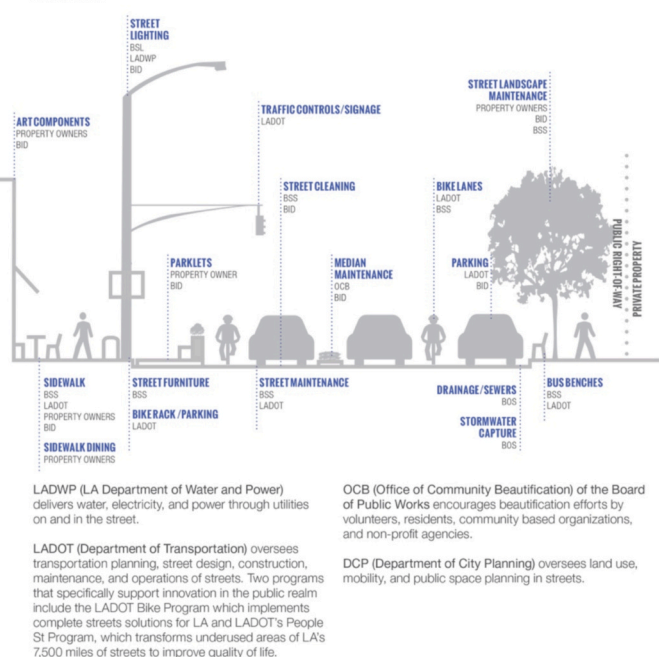 STREET
LIGHTING
BSL
LADWP
BID
STREET LANDSCAPE
MAINTENANCE
PROPERTY OWNERS
BID
BSS
ART COMPONENTS
PROPERTY OWNERS
BID
TRAFFIC CONTROLS/SIGNAGE
LADOT
STREET CLEANING
BSS
BID
BIKE LANES
LADOT
BSS
PARKLETS
PROPERTY OWNER
BID
MEDIAN
MAINTENANCE
OCB
BID
PARKING
LADOT
BID
PUBLIC RIGHT-OF-WAY
PRIVATE PROPERTY
SIDEWALK
BSS
LADOT
PROPERTY OWNERS
BID
SIDEWALK DINING
PROPERTY OWNERS
STREET FURNITURE
BSS
BIKE RACK /PARKING
LADOT
STREET MAINTENANCE
BSS
LADOT
DRAINAGE/SEWERS
BOS
STORMWATER
CAPTURE
BOS
BUS BENCHES
BSS
LADOT
LADWP (LA Department of Water and Power)
delivers water, electricity, and power through utilities
on and in the street.
LADOT (Department of Transportation) oversees
transportation planning, street design, construction,
maintenance, and operations of streets. Two programs
that specifically support innovation in the public realm
include the LADOT Bike Program which implements
complete streets solutions for LA and LADOT's People
St Program, which transforms underused areas of LA's
7,500 miles of streets to improve quality of life.
OCB (Office of Community Beautification) of the Board
of Public Works encourages beautification efforts by
volunteers, residents, community based organizations,
and non-profit agencies.
DCP (Department of City Planning) oversees land use,
mobility, and public space planning in streets.